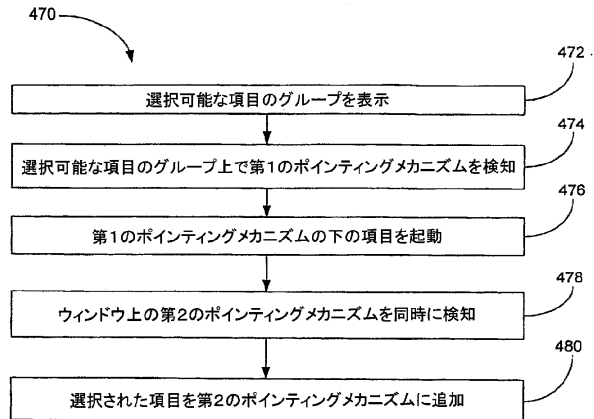 470
472
選択可能な項目のグループを表示
474
選択可能な項目のグループ上で第1のポインティングメカニズムを検知
476
第1のポインティングメカニズムの下の項目を起動
478
ウィンドウ上の第2のポインティングメカニズムを同時に検知
480
選択された項目を第2のポインティングメカニズムに追加